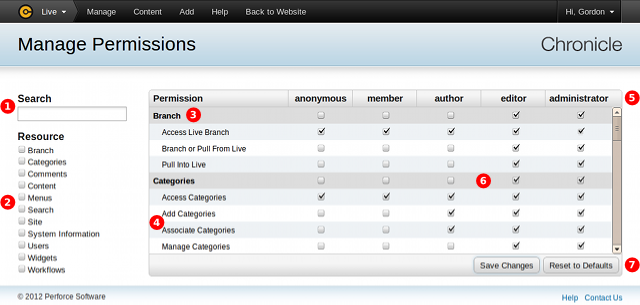 Live Manage Content Add Help Back to Website Hi, Gordon
Manage Permissions Chronicle
1 Search
Resource
Branch
Categories
Comments
Content
2 Menus
Search
Site
System Information
Users
Widgets
Workflows
Permission anonymous member author editor administrator 5
Branch 3
Access Live Branch
Branch or Pull From Live
Pull Into Live
Categories 6
Access Categories
4 Add Categories
Associate Categories
Manage Categories
Save Changes Reset to Defaults 7
© 2012 Perforce Software Help Contact Us